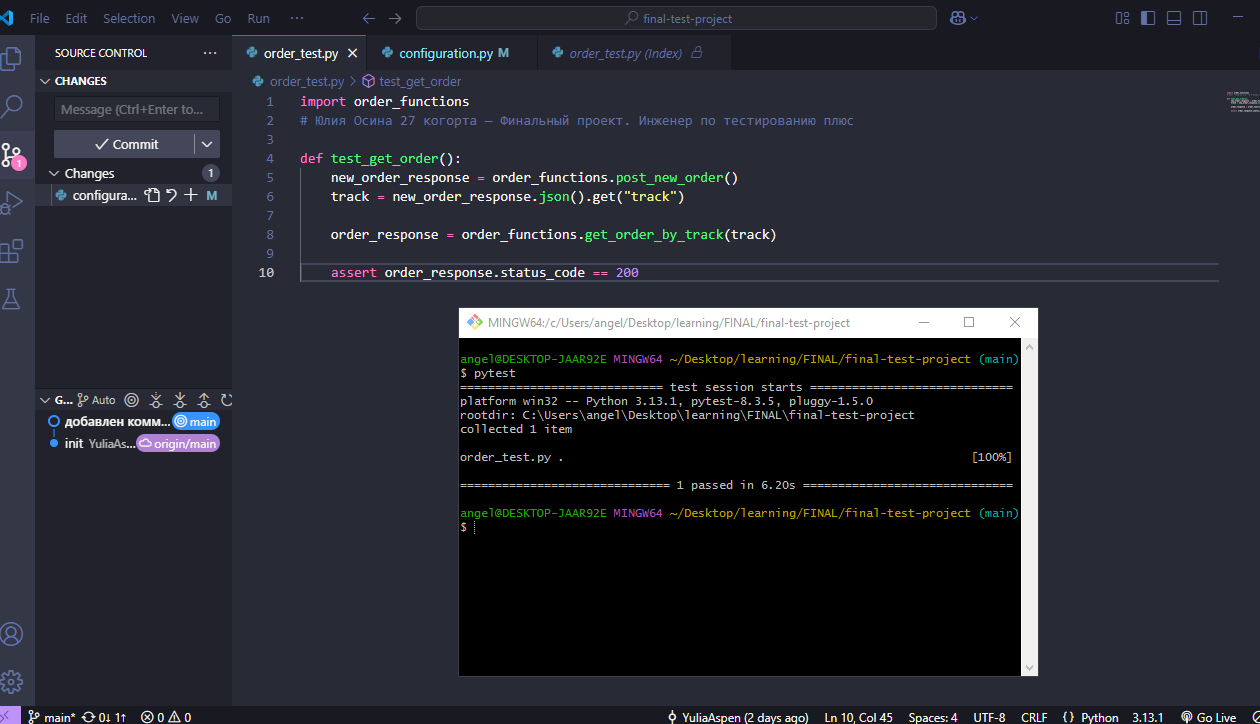 File Edit Selection View Go Run ··· final-test-project
SOURCE CONTROL ···
order_test.py configuration.py M order_test.py (Index)
CHANGES
order_test.py > test_get_order
Message (Ctrl+Enter to...
Commit
Changes 1
configura... M
1
1 import order_functions
2 # Юлия Осина 27 когорта — Финальный проект. Инженер по тестированию плюс
3
4 def test_get_order():
5 new_order_response = order_functions.post_new_order()
6 track = new_order_response.json().get("track")
7
8 order_response = order_functions.get_order_by_track(track)
9
10 assert order_response.status_code == 200
G... Auto
добавлен комм... main
init YuliaAs... origin/main
MINGW64:/c/Users/angel/Desktop/learning/FINAL/final-test-project
angel@DESKTOP-JAAR92E MINGW64 ~/Desktop/learning/FINAL/final-test-project (main)
$ pytest
============================= test session starts =============================
platform win32 -- Python 3.13.1, pytest-8.3.5, pluggy-1.5.0
rootdir: C:\Users\angel\Desktop\learning\FINAL\final-test-project
collected 1 item
order_test.py . [100%]
============================== 1 passed in 6.20s ==============================
angel@DESKTOP-JAAR92E MINGW64 ~/Desktop/learning/FINAL/final-test-project (main)
$
main* 0↓ 1↑ 0 0 YuliaAspen (2 days ago) Ln 10, Col 45 Spaces: 4 UTF-8 CRLF {} Python 3.13.1 Go Live